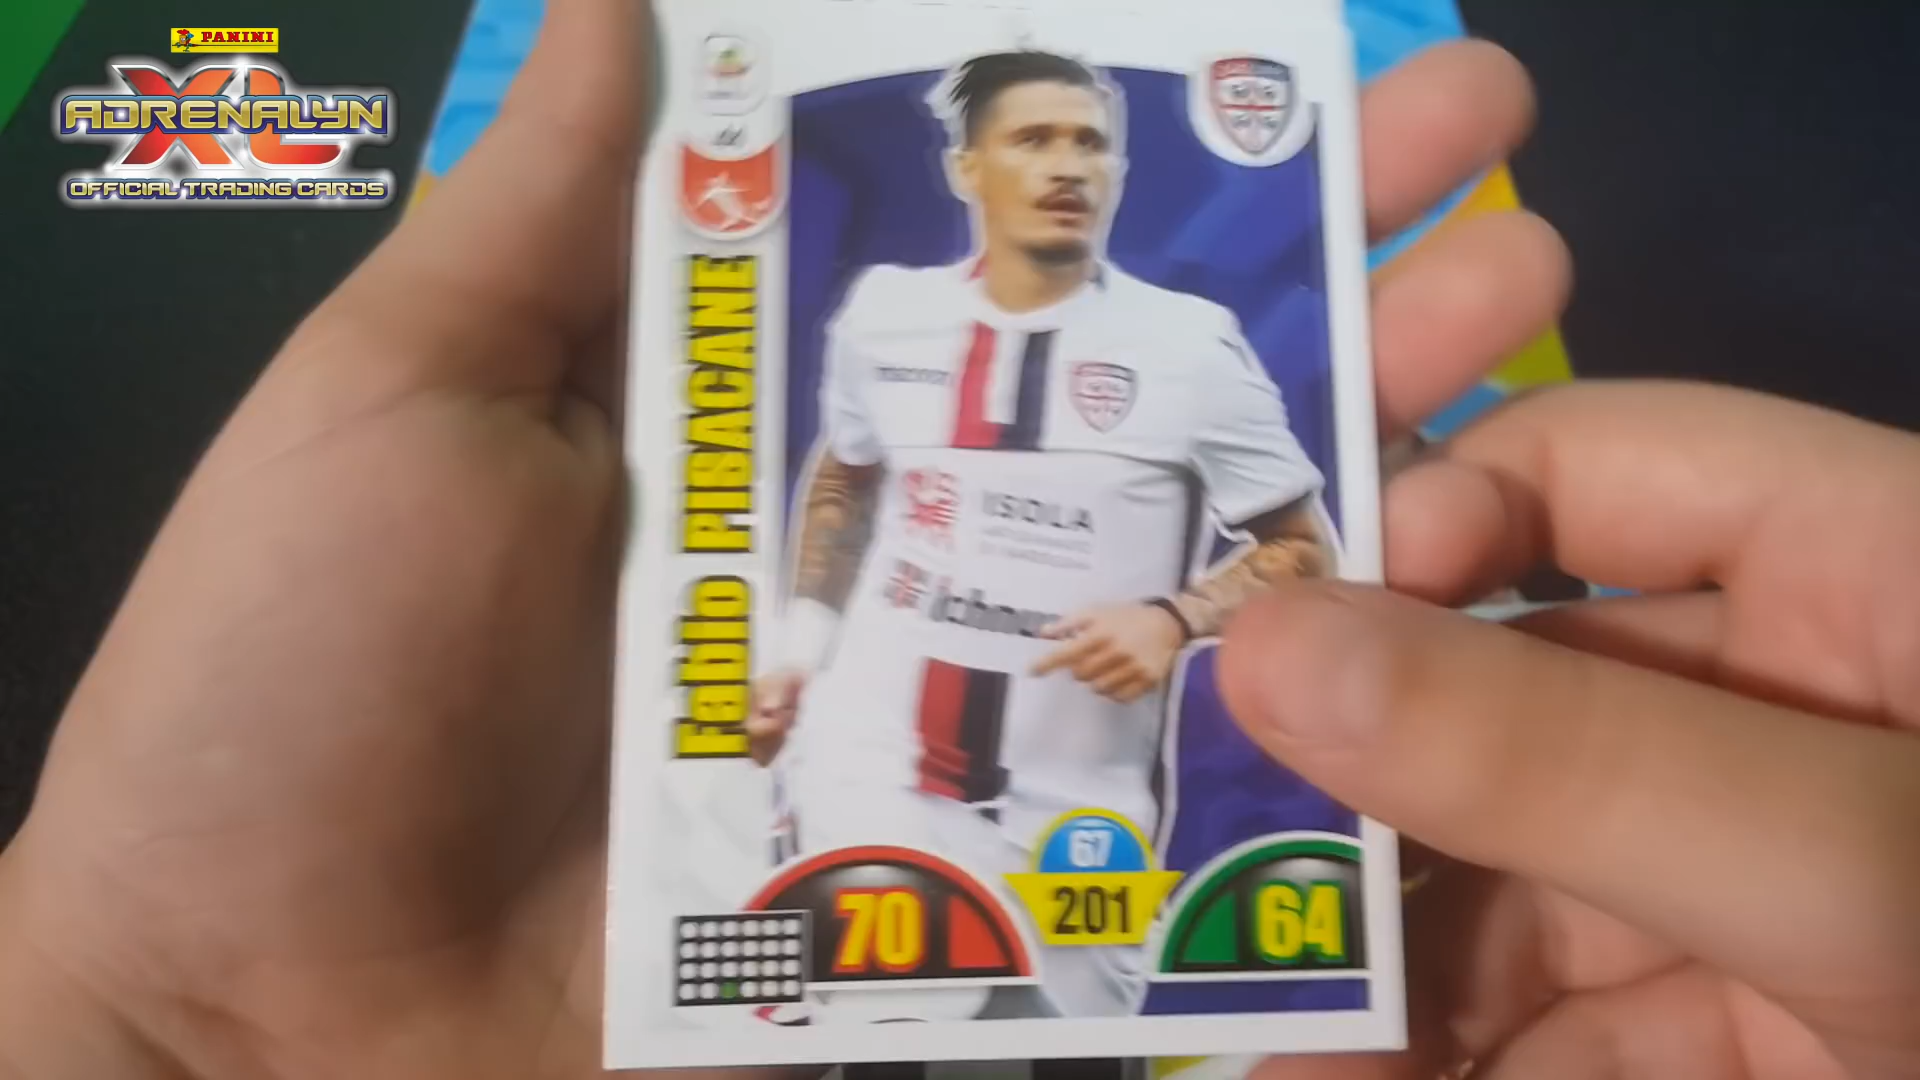 PANINI
ADRENALYN
XL
OFFICIAL TRADING CARDS
Fabio PISACANE
ISOLA
67
201
70
64